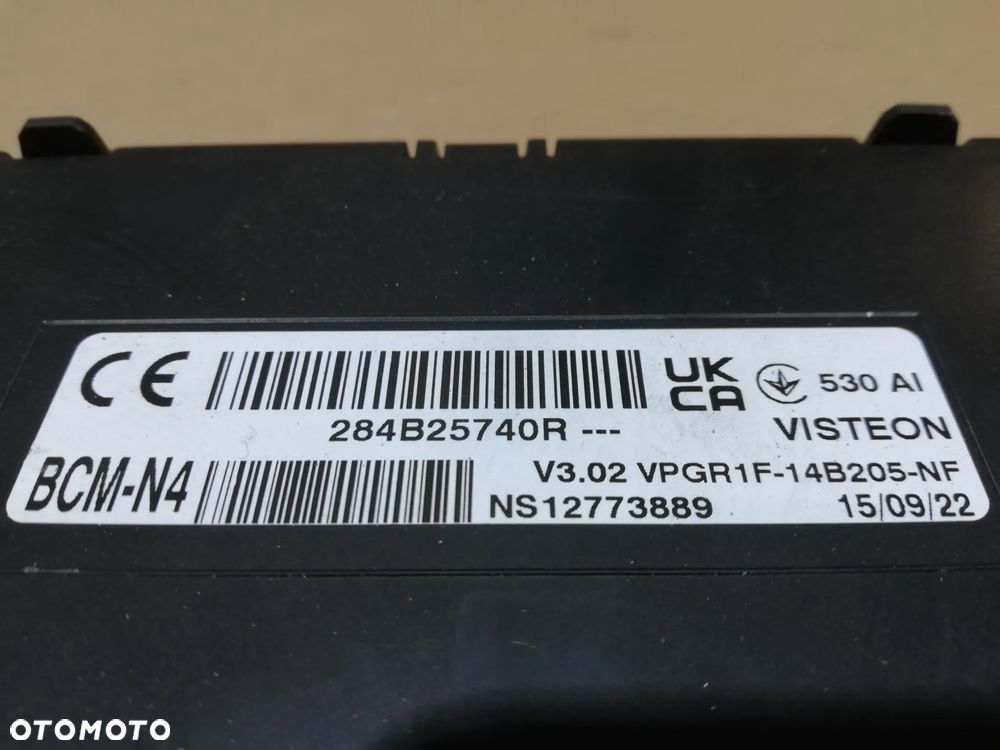 CE
UK
CA
530 AI
284B25740R ---
VISTEON
BCM-N4
V3.02 VPGR1F-14B205-NF
NS12773889
15/09/22
OTOMOTO